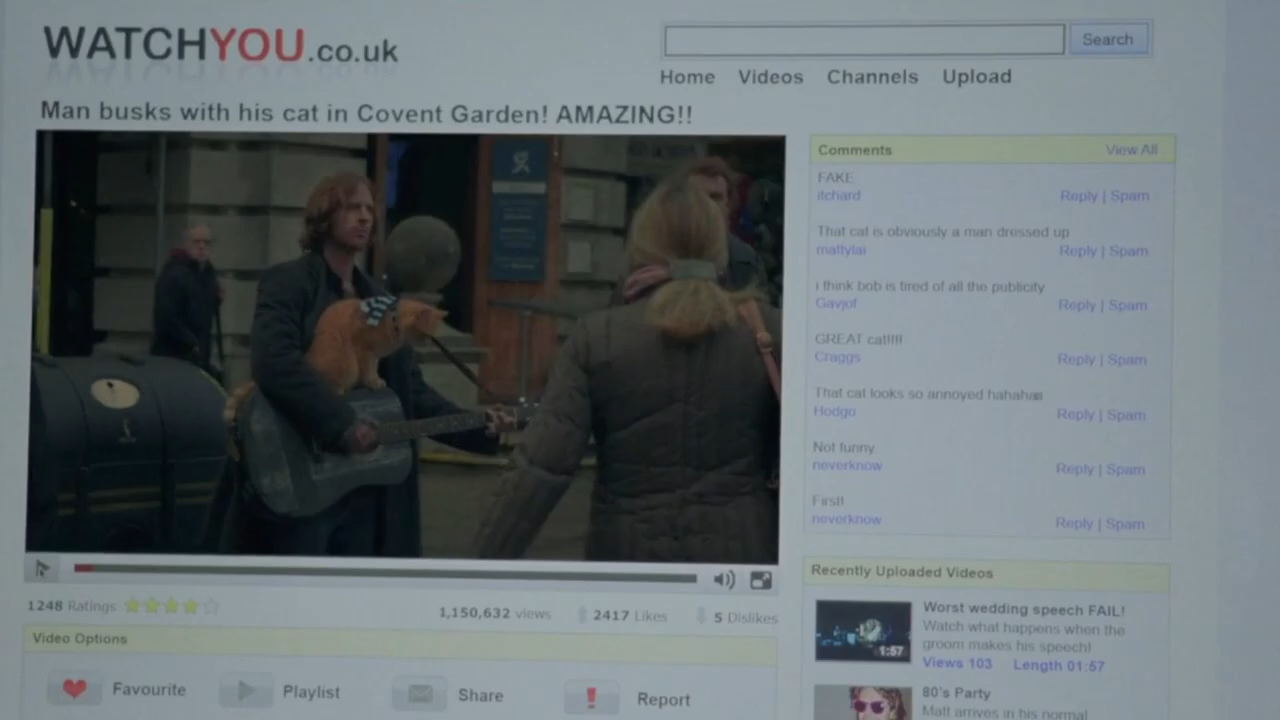 WATCHYOU.co.uk
Search
Home Videos Channels Upload
Man busks with his cat in Covent Garden! AMAZING!!
Comments View All
FAKE
itchard Reply | Spam
That cat is obviously a man dressed up
mattylai Reply | Spam
i think bob is tired of all the publicity
Gavjof Reply | Spam
GREAT cat!!!!
Craggs Reply | Spam
That cat looks so annoyed hahahaa
Hodgo Reply | Spam
Not funny
neverknow Reply | Spam
First!
neverknow Reply | Spam
1248 Ratings 1,150,632 views 2417 Likes 5 Dislikes
Video Options
Favourite Playlist Share Report
Recently Uploaded Videos
1:57
Worst wedding speech FAIL!
Watch what happens when the
groom makes his speech!
Views 103 Length 01:57
80's Party
Matt arrives in his normal